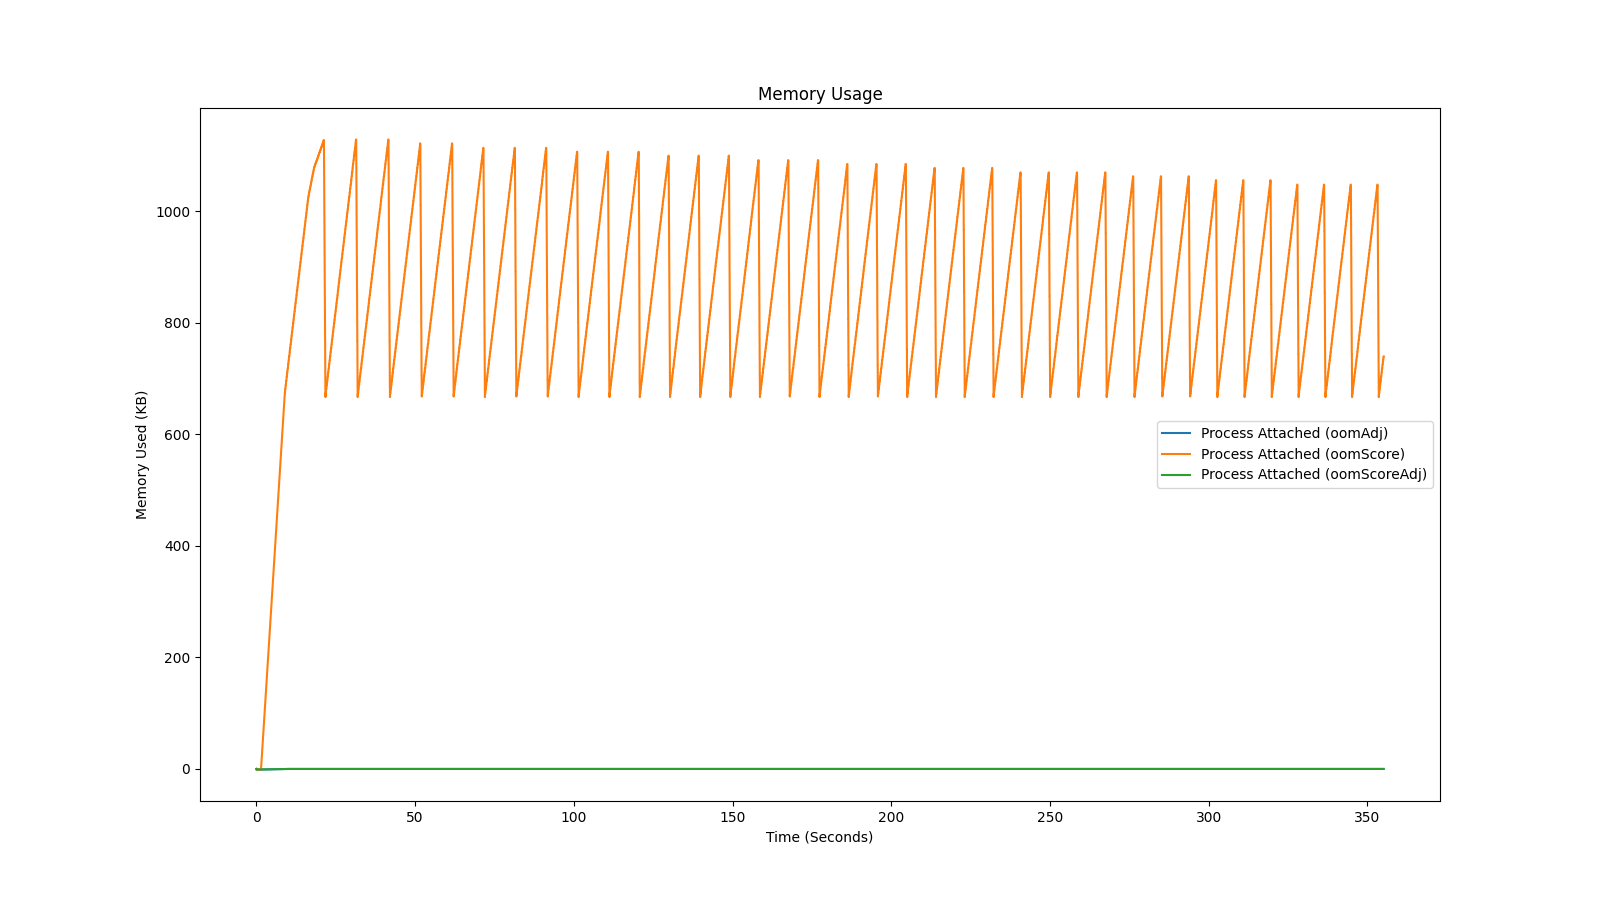 Memory Usage
1000
800
600
400
200
0
Memory Used (KB)
Process Attached (oomAdj)
Process Attached (oomScore)
Process Attached (oomScoreAdj)
0 50 100 150 200 250 300 350
Time (Seconds)